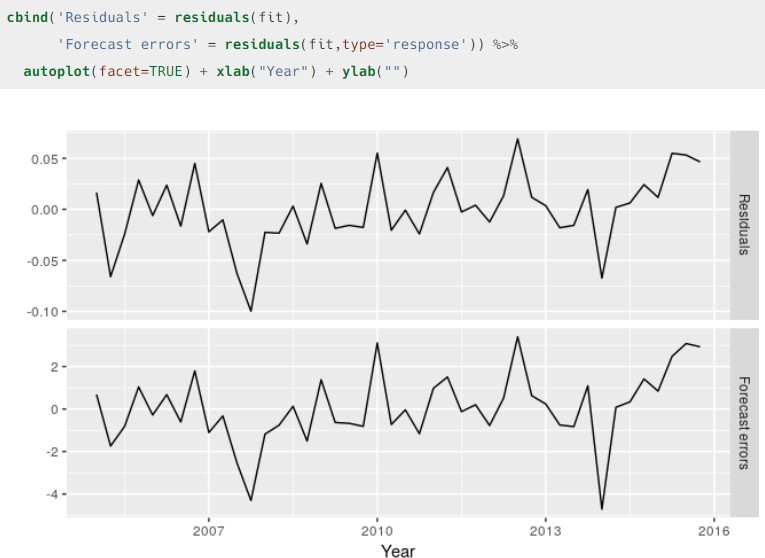 cbind('Residuals' = residuals(fit),
      'Forecast errors' = residuals(fit,type='response')) %>%
  autoplot(facet=TRUE) + xlab("Year") + ylab("")
0.05
0.00
-0.05
-0.10
Residuals
2
0
-2
-4
Forecast errors
2007 2010 2013 2016
Year